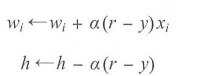 wᵢ ← wᵢ + α(r − y)xᵢ
h ← h − α(r − y)